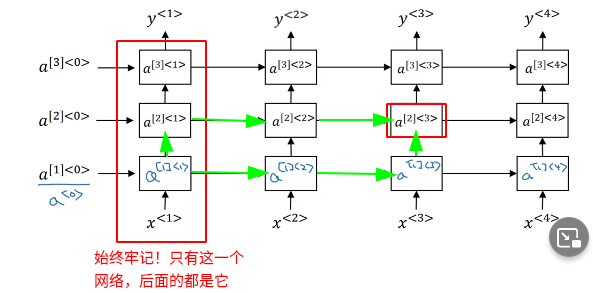 y<1> y<2> y<3> y<4>
a[3]<0> a[3]<1> a[3]<2> a[3]<3> a[3]<4>
a[2]<0> a[2]<1> a[2]<2> a[2]<3> a[2]<4>
a[1]<0> a[1]<1> a[1]<2> a[1]<3> a[1]<4>
a[0]
x<1> x<2> x<3> x<4>
始终牢记！只有这一个
网络，后面的都是它